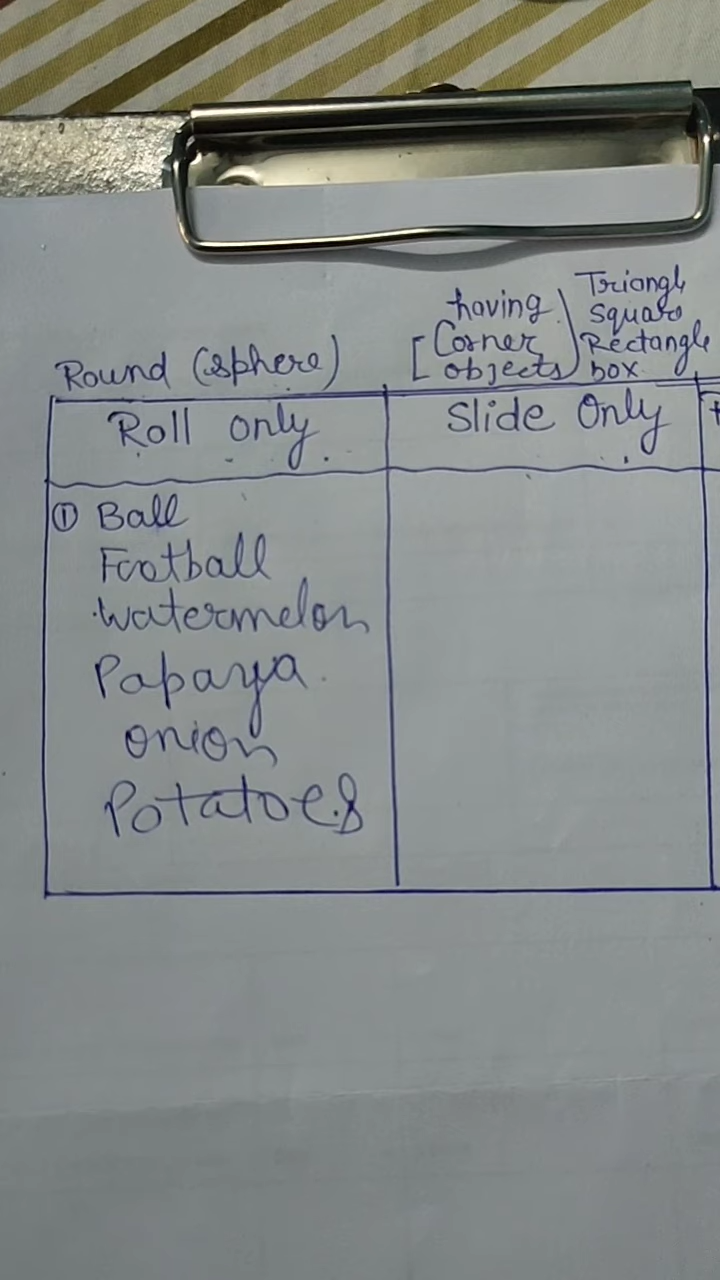 Round (sphere)
[ having Corner objects ) Triangle
Square
Rectangle
box
Roll only
Slide Only
① Ball
Football
Watermelon
Papaya
onion
Potatoes